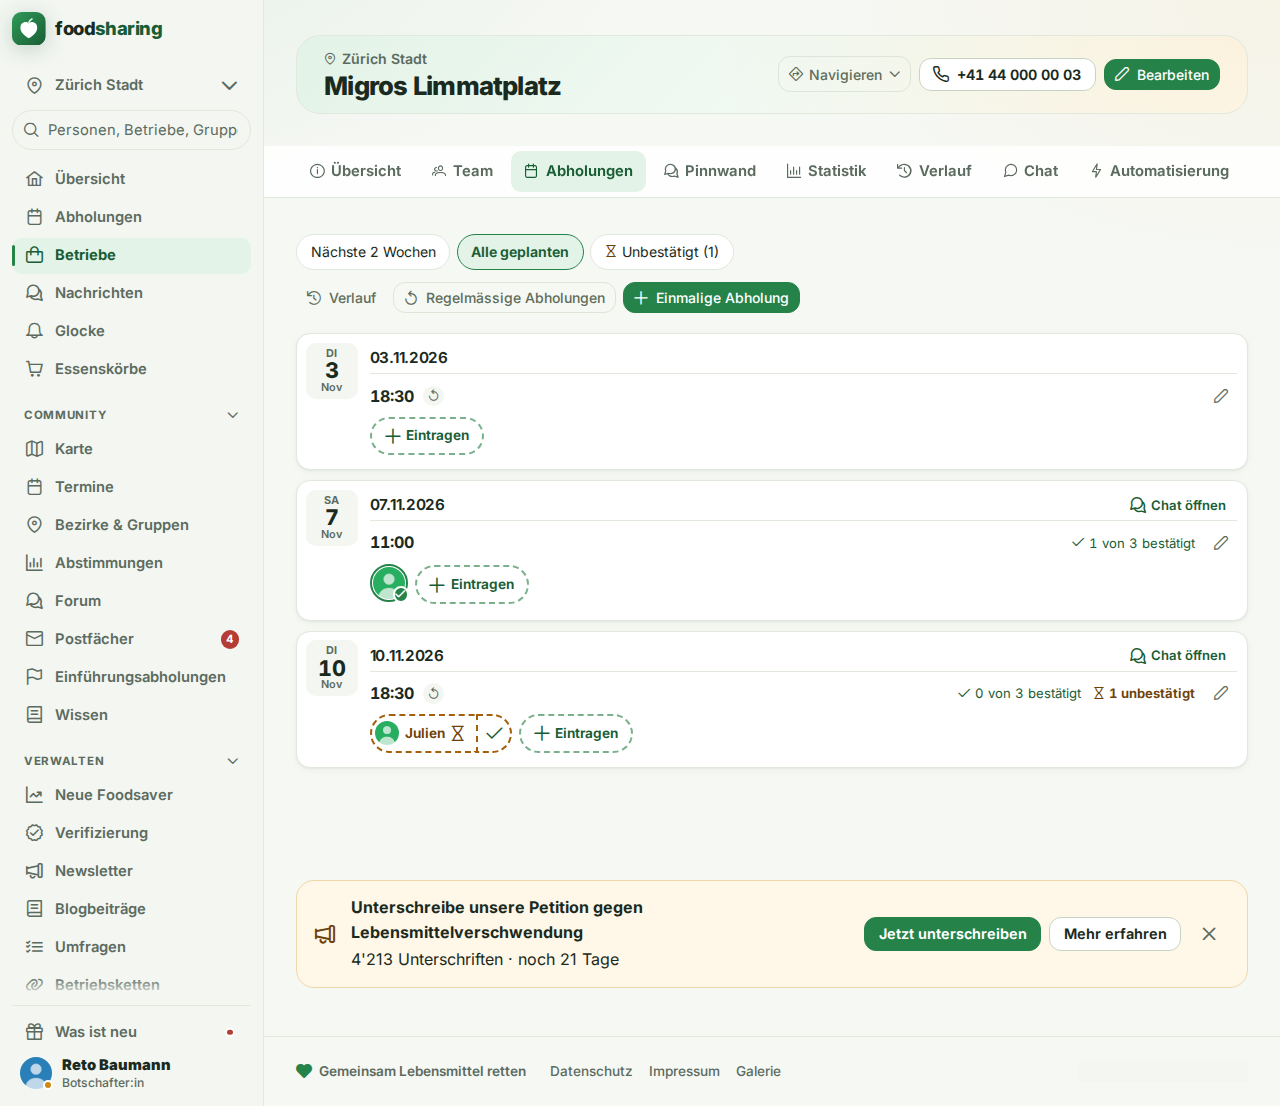 foodsharing
Zürich Stadt
Personen, Betriebe, Grupp
Übersicht
Abholungen
Betriebe
Nachrichten
Glocke
Essenskörbe
COMMUNITY
Karte
Termine
Bezirke & Gruppen
Abstimmungen
Forum
Postfächer 4
Einführungsabholungen
Wissen
VERWALTEN
Neue Foodsaver
Verifizierung
Newsletter
Blogbeiträge
Umfragen
Betriebsketten
Was ist neu
Reto Baumann
Botschafter:in
Zürich Stadt
Migros Limmatplatz
Navigieren +41 44 000 00 03 Bearbeiten
Übersicht Team Abholungen Pinnwand Statistik Verlauf Chat Automatisierung
Nächste 2 Wochen Alle geplanten Unbestätigt (1)
Verlauf Regelmässige Abholungen Einmalige Abholung
DI
3
Nov
03.11.2026
18:30
Eintragen
SA
7
Nov
07.11.2026 Chat öffnen
11:00 1 von 3 bestätigt
Eintragen
DI
10
Nov
10.11.2026 Chat öffnen
18:30 0 von 3 bestätigt 1 unbestätigt
Julien Eintragen
Unterschreibe unsere Petition gegen
Lebensmittelverschwendung
4'213 Unterschriften · noch 21 Tage
Jetzt unterschreiben Mehr erfahren
Gemeinsam Lebensmittel retten Datenschutz Impressum Galerie